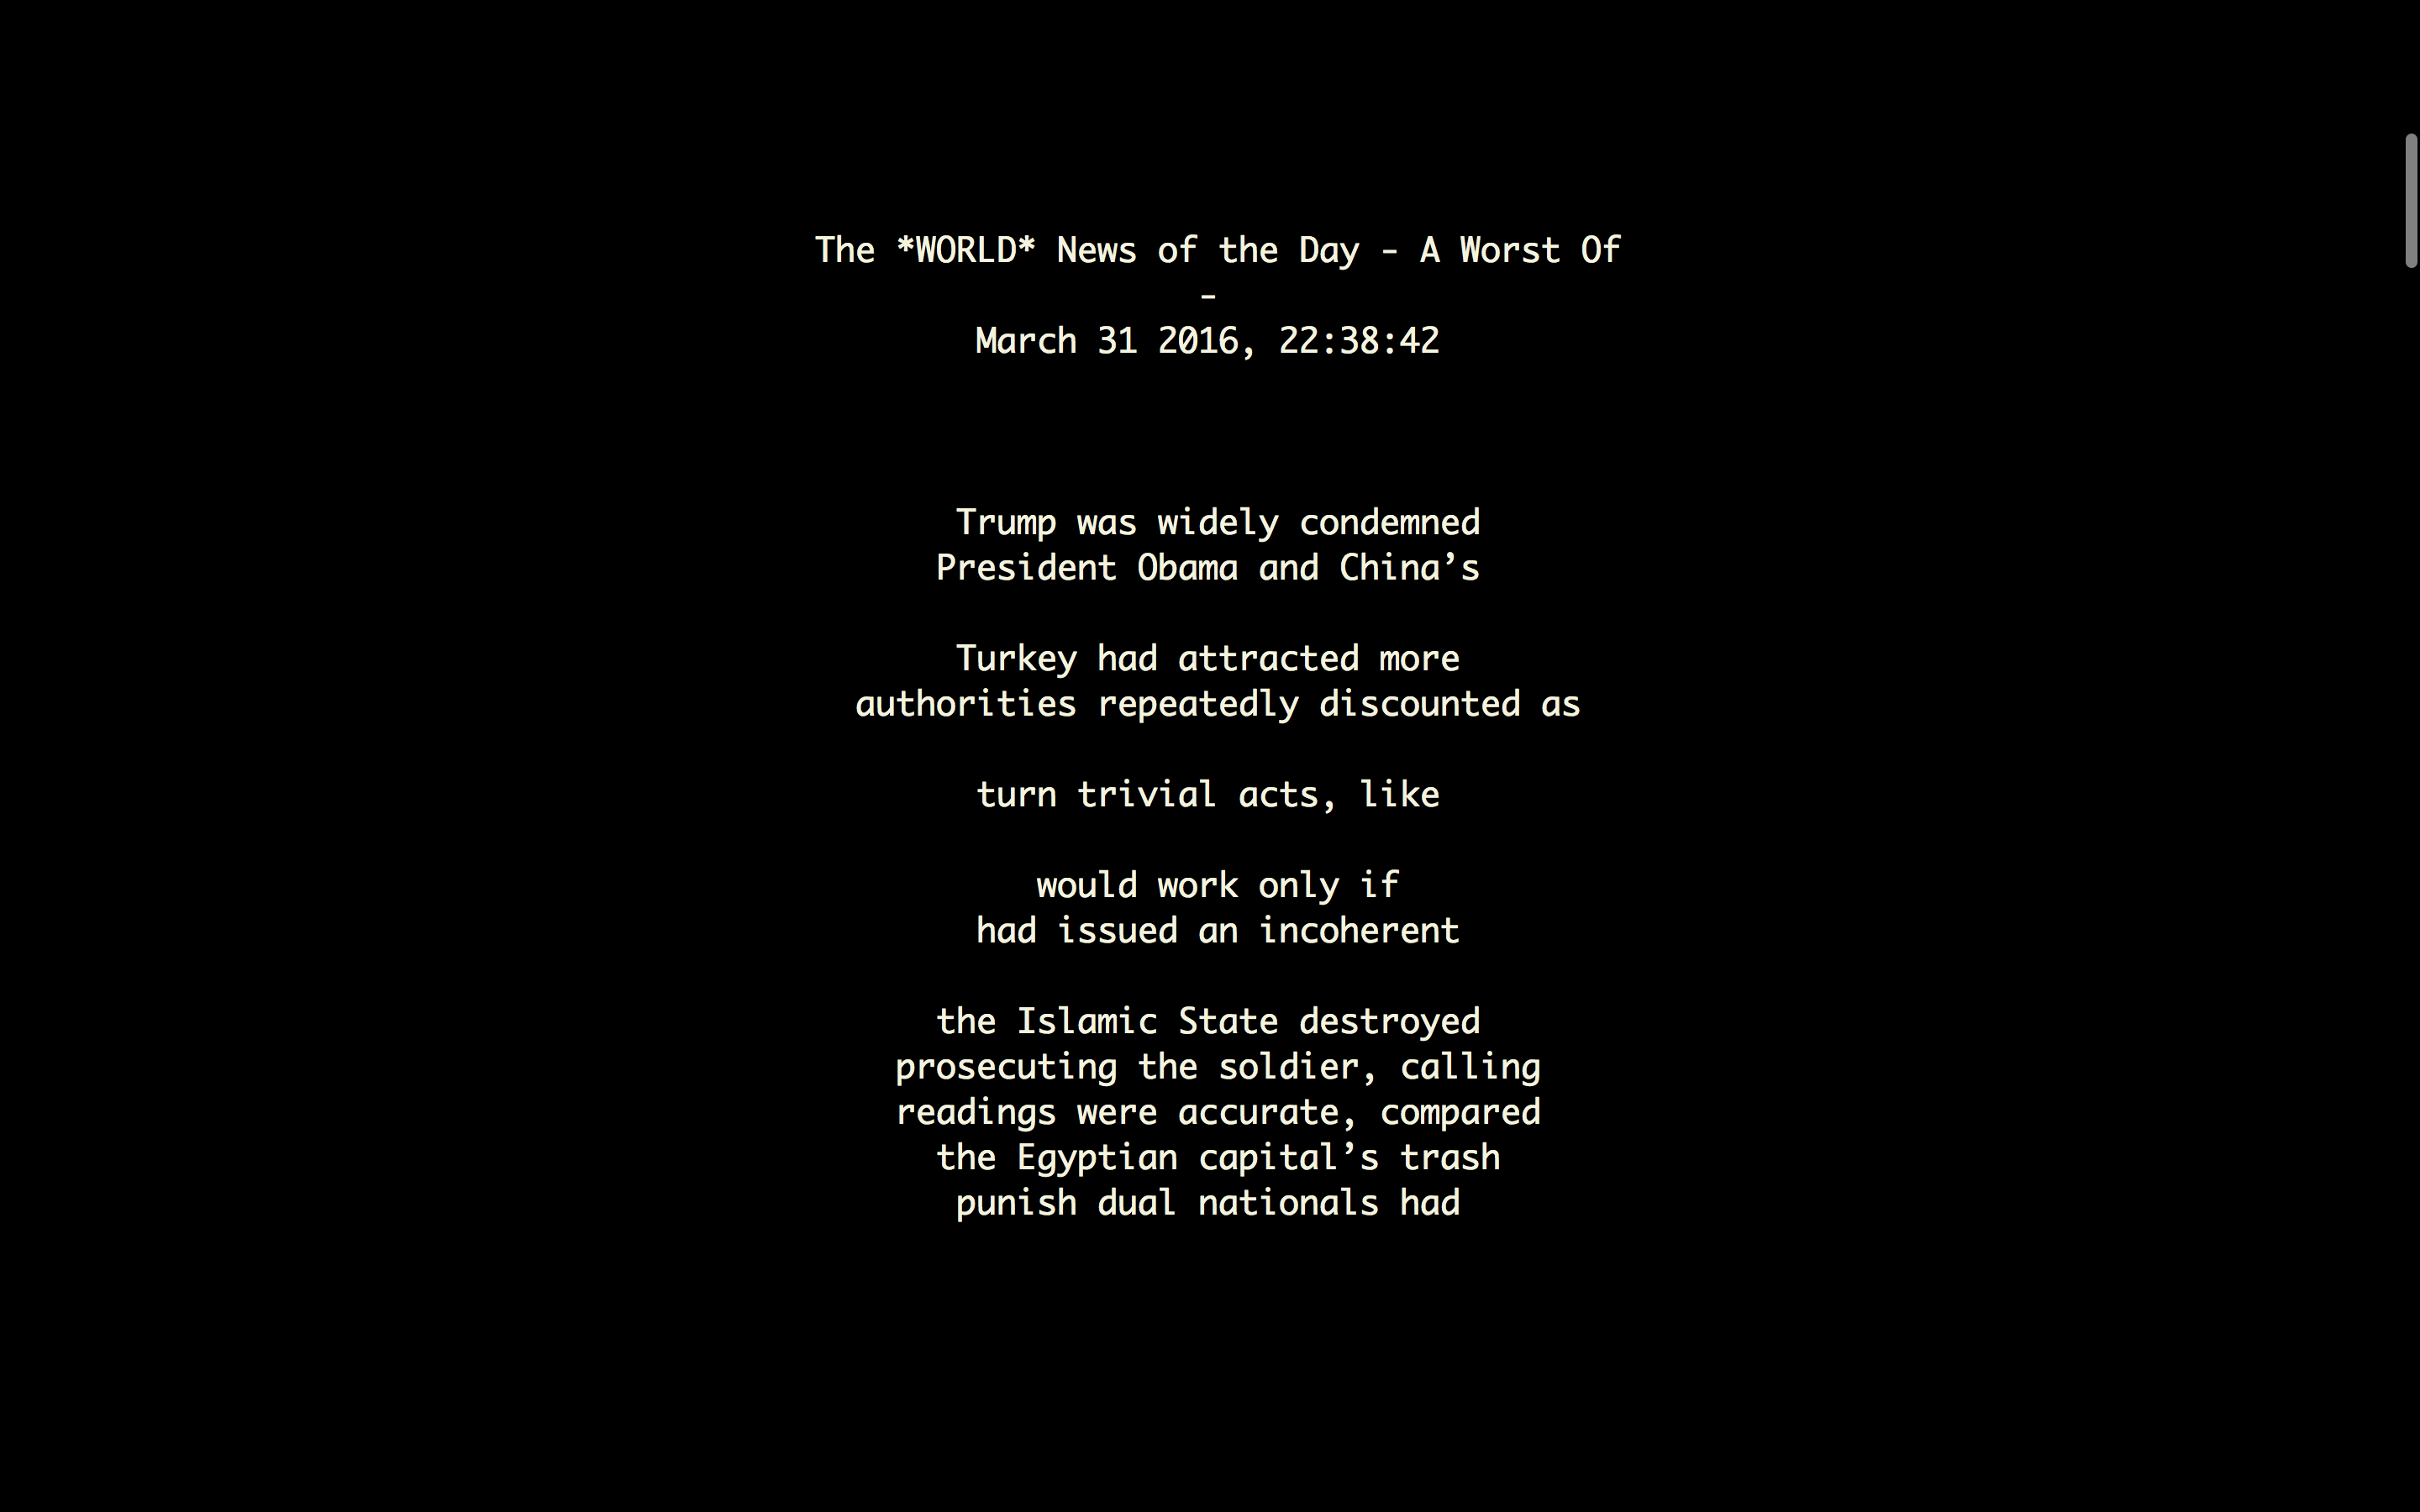 The *WORLD* News of the Day - A Worst Of
-
March 31 2016, 22:38:42
Trump was widely condemned
President Obama and China’s
Turkey had attracted more
authorities repeatedly discounted as
turn trivial acts, like
would work only if
had issued an incoherent
the Islamic State destroyed
prosecuting the soldier, calling
readings were accurate, compared
the Egyptian capital’s trash
punish dual nationals had